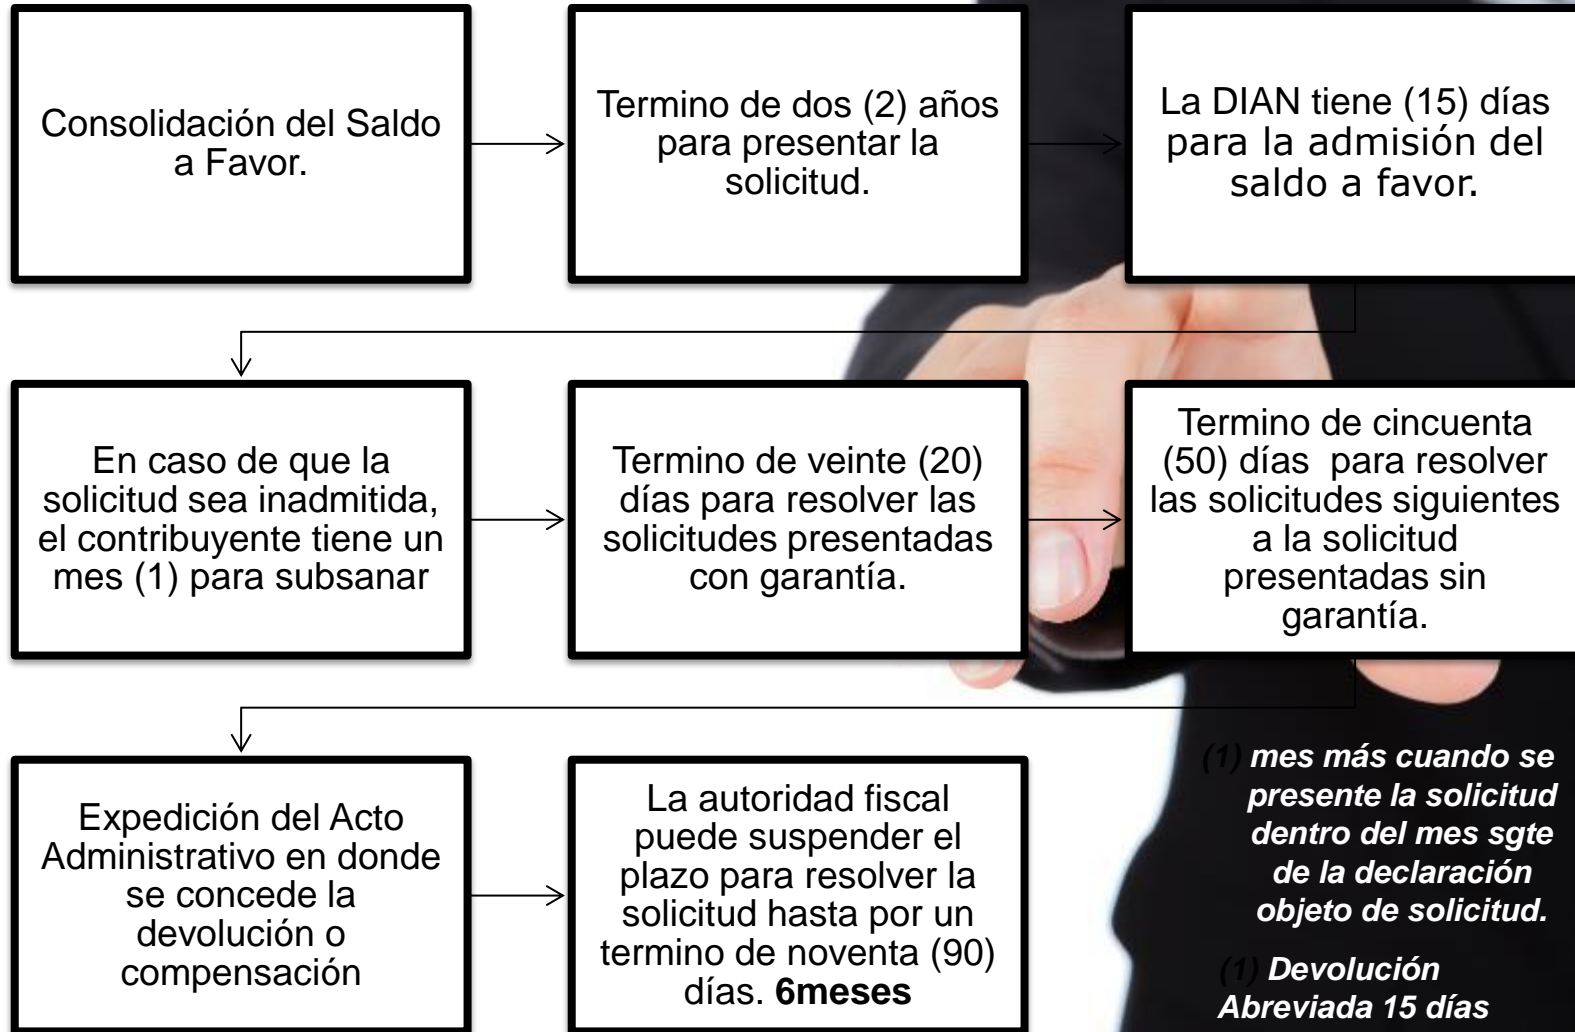 Consolidación del Saldo
a Favor.
Termino de dos (2) años
para presentar la
solicitud.
La DIAN tiene (15) días
para la admisión del
saldo a favor.
En caso de que la
solicitud sea inadmitida,
el contribuyente tiene un
mes (1) para subsanar
Termino de veinte (20)
días para resolver las
solicitudes presentadas
con garantía.
Termino de cincuenta
(50) días para resolver
las solicitudes siguientes
a la solicitud
presentadas sin
garantía.
Expedición del Acto
Administrativo en donde
se concede la
devolución o
compensación
La autoridad fiscal
puede suspender el
plazo para resolver la
solicitud hasta por un
termino de noventa (90)
días. 6meses
(1) mes más cuando se
presente la solicitud
dentro del mes sgte
de la declaración
objeto de solicitud.
(1) Devolución
Abreviada 15 días